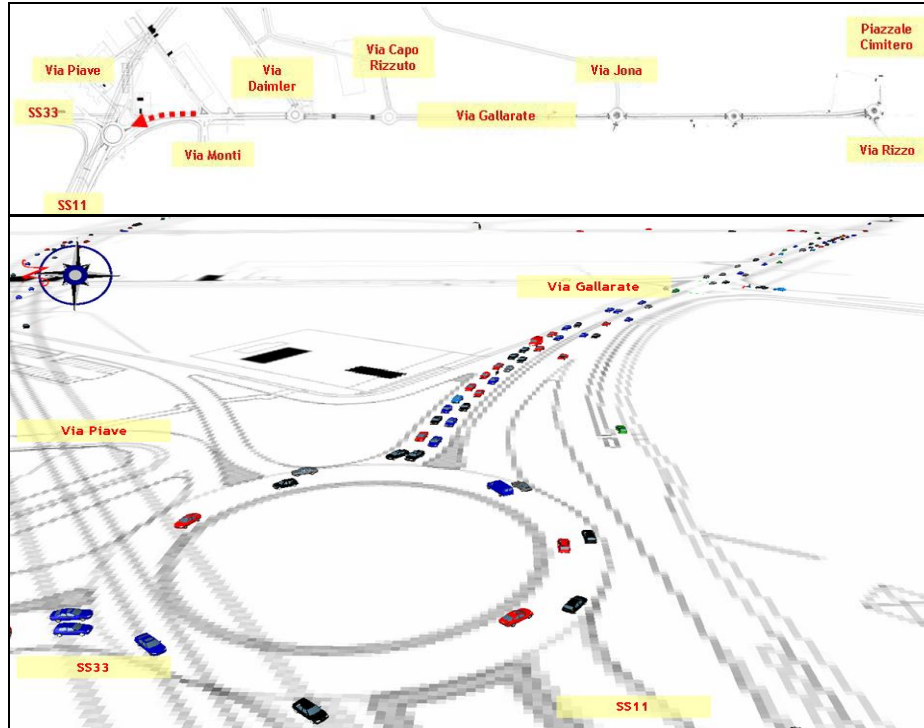 Piazzale
Cimitero
Via Piave
Via
Daimler
Via Capo
Rizzuto
Via Jona
SS33
Via Gallarate
Via Monti
Via Rizzo
SS11
Via Gallarate
Via Piave
SS33
SS11